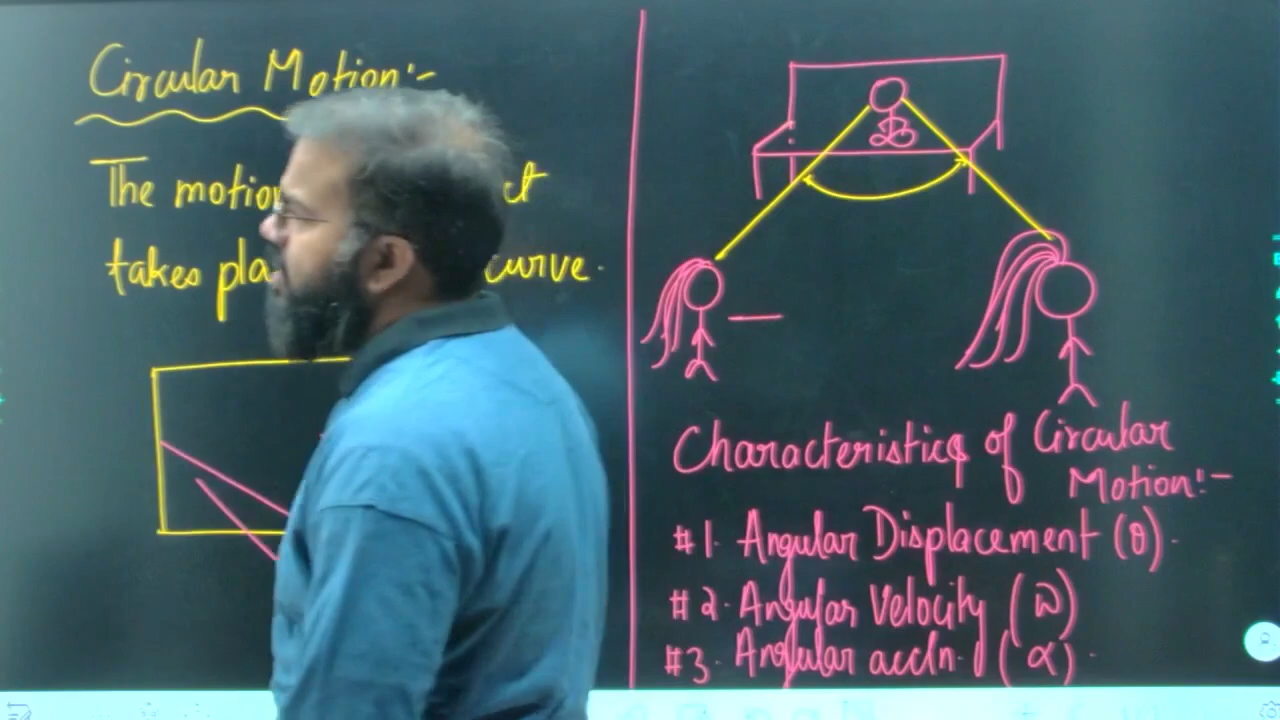 Circular Motion:-
The motion ct
takes pla curve.
Characteristics of Circular
Motion:-
#1. Angular Displacement (θ).
#2. Angular Velocity (ω)
#3. Angular accln. (α).